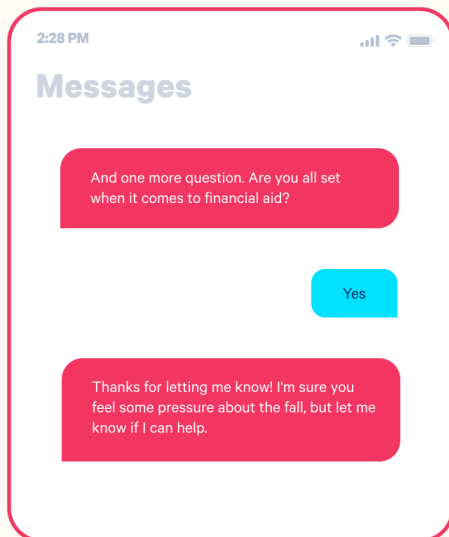 2:28 PM
Messages
And one more question. Are you all set
when it comes to financial aid?
Yes
Thanks for letting me know! I'm sure you
feel some pressure about the fall, but let me
know if I can help.